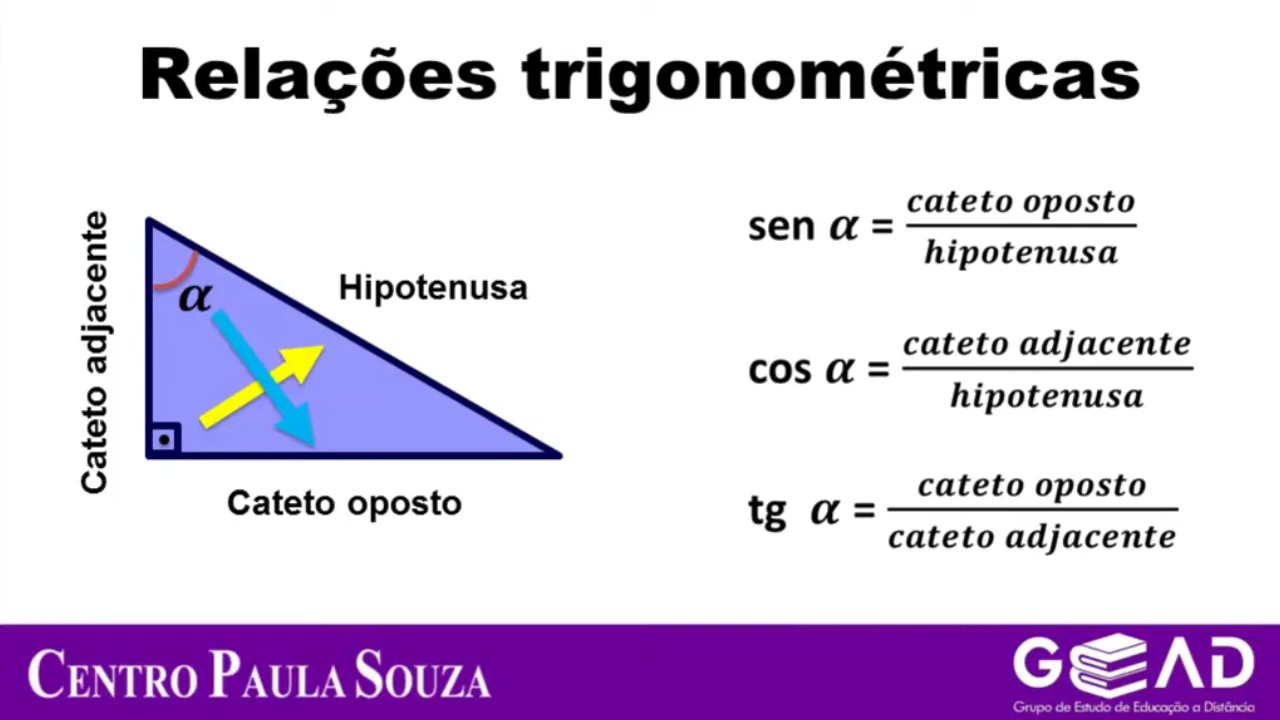 Relações trigonométricas
Cateto adjacente
α
Hipotenusa
Cateto oposto
sen α = cateto oposto
hipotenusa
cos α = cateto adjacente
hipotenusa
tg α = cateto oposto
cateto adjacente
CENTRO PAULA SOUZA
GEAD
Grupo de Estudo de Educação a Distância